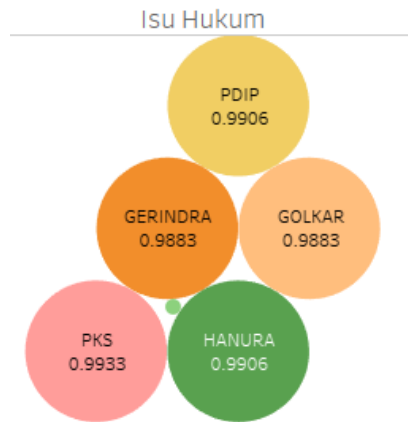 Isu Hukum
PDIP
0.9906
GERINDRA
0.9883
GOLKAR
0.9883
PKS
0.9933
HANURA
0.9906